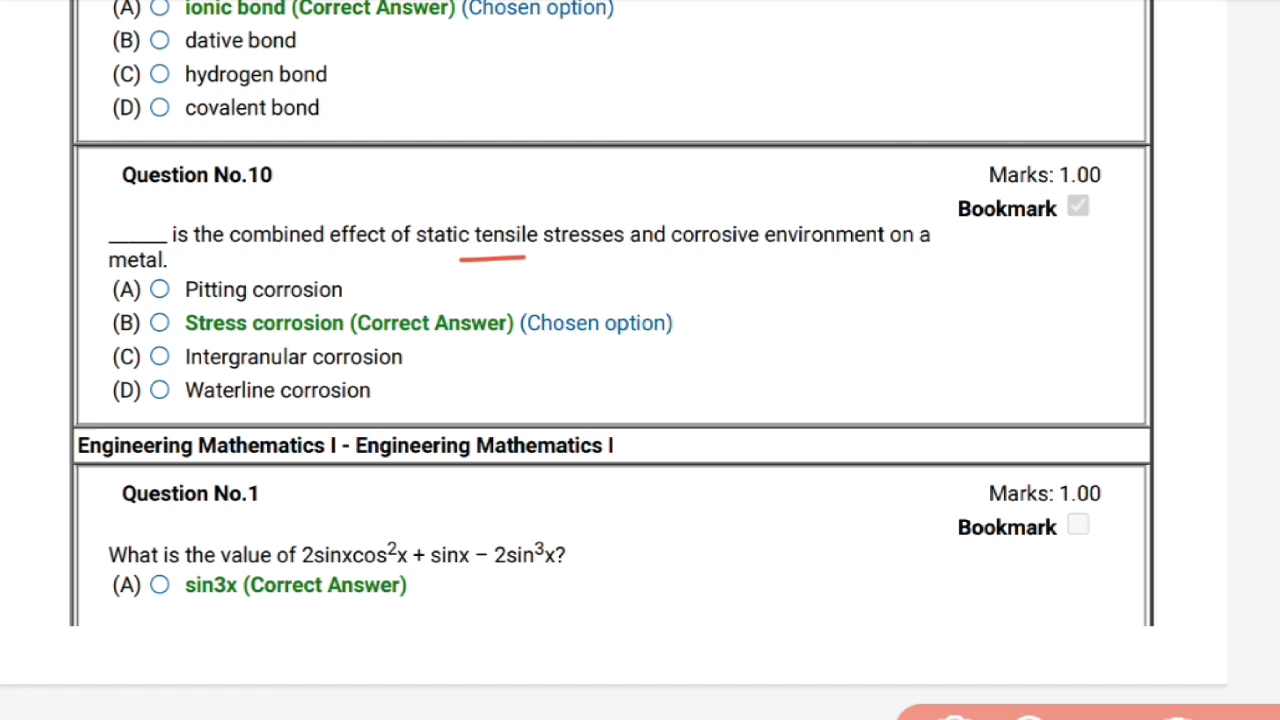 (A) ionic bond (Correct Answer) (Chosen option)
(B) dative bond
(C) hydrogen bond
(D) covalent bond
Question No.10 Marks: 1.00
Bookmark
______ is the combined effect of static tensile stresses and corrosive environment on a
metal.
(A) Pitting corrosion
(B) Stress corrosion (Correct Answer) (Chosen option)
(C) Intergranular corrosion
(D) Waterline corrosion
Engineering Mathematics I - Engineering Mathematics I
Question No.1 Marks: 1.00
Bookmark
What is the value of 2sinxcos²x + sinx − 2sin³x?
(A) sin3x (Correct Answer)